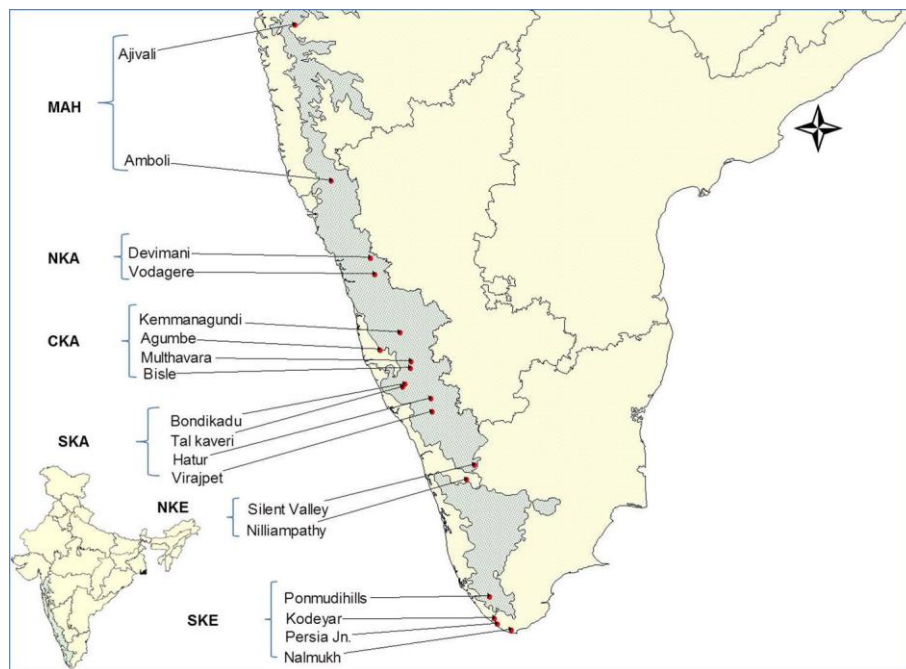 Ajivali
MAH
Amboli
Devimani
NKA
Vodagere
Kemmanagundi
Agumbe
CKA
Multhavara
Bisle
Bondikadu
Tal kaveri
SKA
Hatur
Virajpet
NKE
Silent Valley
Nilliampathy
Ponmudihills
Kodeyar
SKE
Persia Jn.
Nalmukh